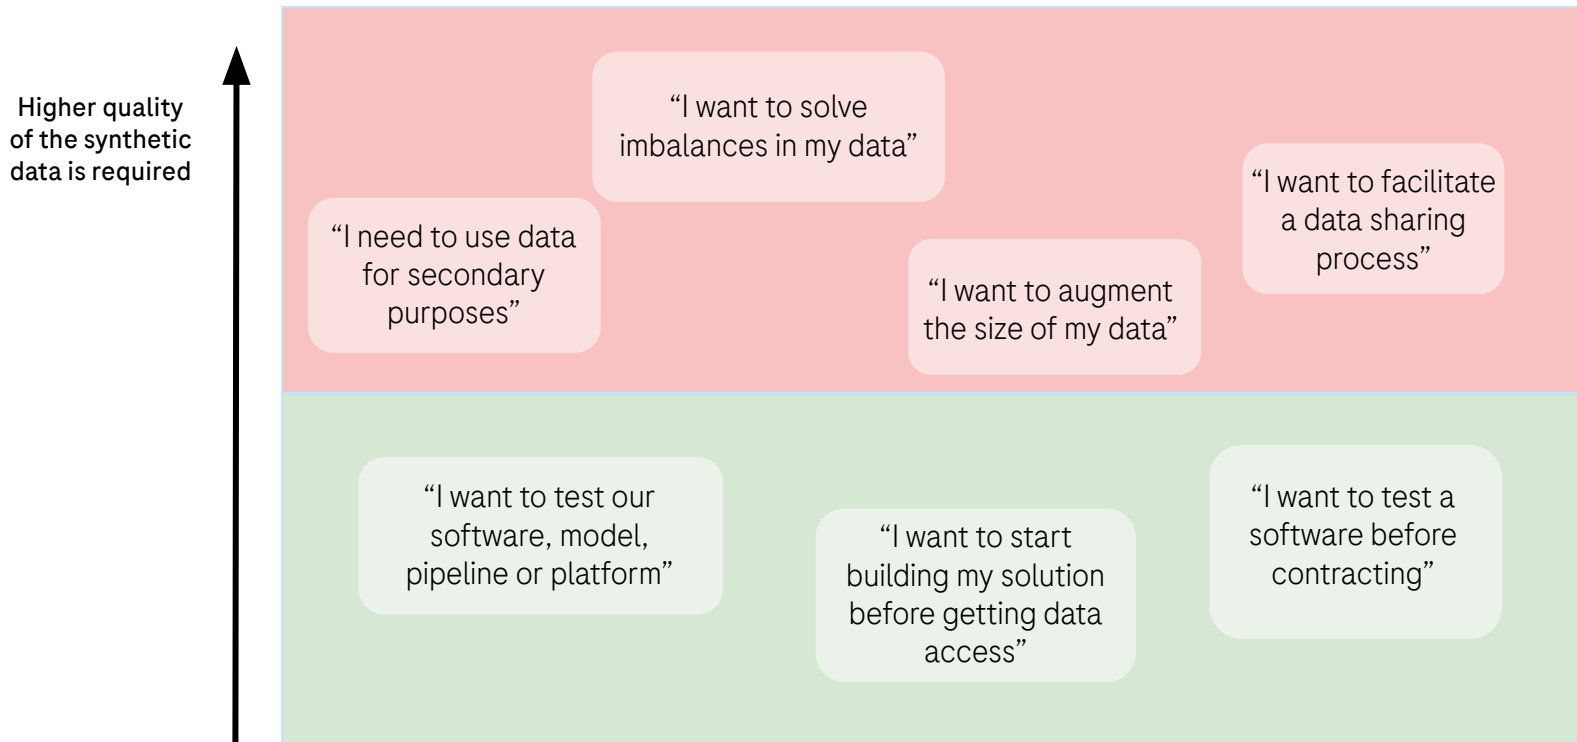 Higher quality
of the synthetic
data is required
“I want to solve
imbalances in my data”
“I need to use data
for secondary
purposes”
“I want to augment
the size of my data”
“I want to facilitate
a data sharing
process”
“I want to test our
software, model,
pipeline or platform”
“I want to start
building my solution
before getting data
access”
“I want to test a
software before
contracting”